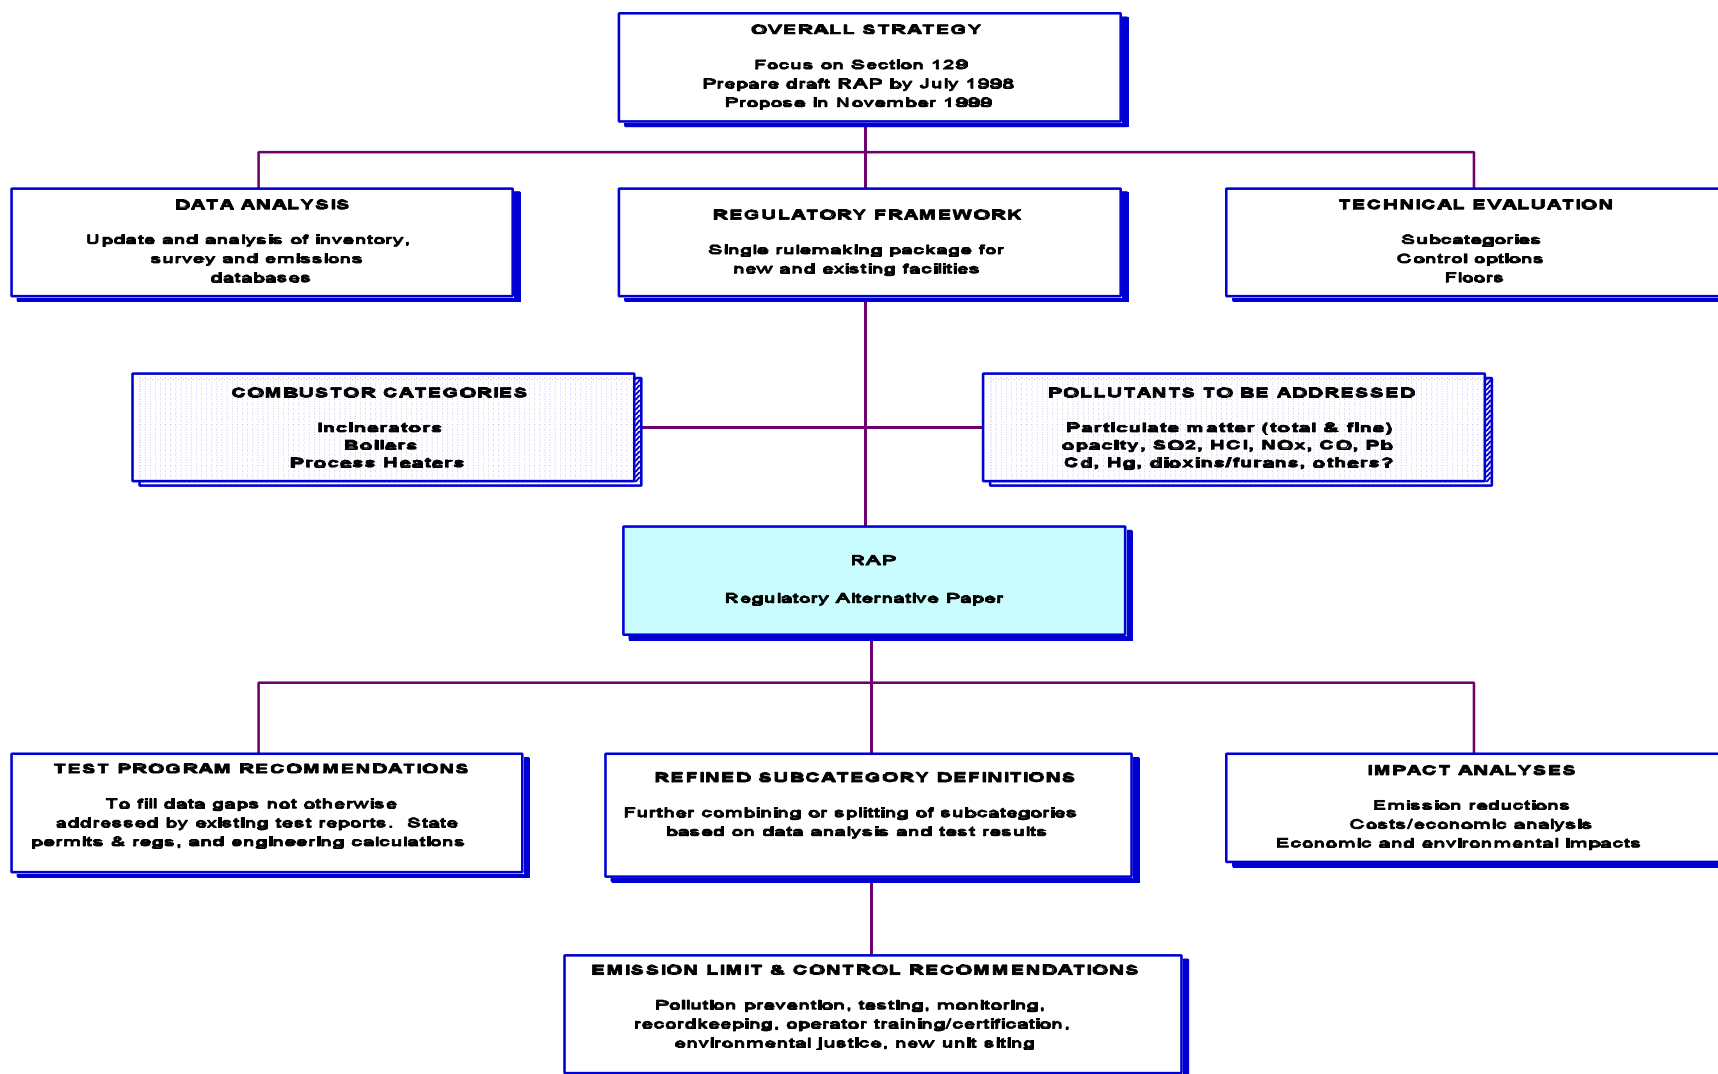 OVERALL STRATEGY
Focus on Section 129
Prepare draft RAP by July 1998
Propose in November 1999
DATA ANALYSIS
Update and analysis of inventory,
survey and emissions
databases
REGULATORY FRAMEWORK
Single rulemaking package for
new and existing facilities
TECHNICAL EVALUATION
Subcategories
Control options
Floors
COMBUSTOR CATEGORIES
Incinerators
Boilers
Process Heaters
POLLUTANTS TO BE ADDRESSED
Particulate matter (total & fine)
opacity, SO2, HCl, NOx, CO, Pb
Cd, Hg, dioxins/furans, others?
RAP
Regulatory Alternative Paper
TEST PROGRAM RECOMMENDATIONS
To fill data gaps not otherwise
addressed by existing test reports. State
permits & regs, and engineering calculations
REFINED SUBCATEGORY DEFINITIONS
Further combining or splitting of subcategories
based on data analysis and test results
IMPACT ANALYSES
Emission reductions
Costs/economic analysis
Economic and environmental impacts
EMISSION LIMIT & CONTROL RECOMMENDATIONS
Pollution prevention, testing, monitoring,
recordkeeping, operator training/certification,
environmental justice, new unit siting